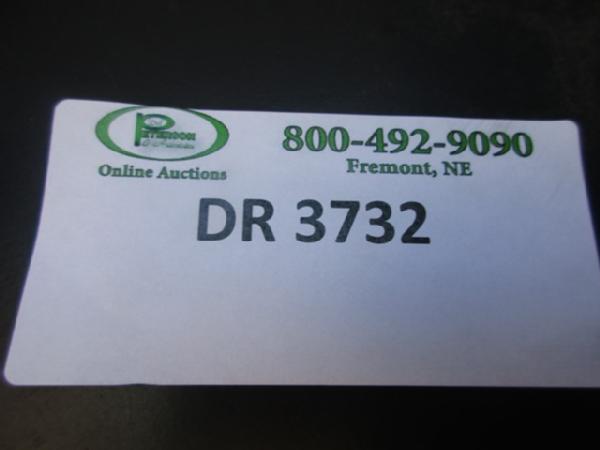 800-492-9090
Fremont, NE
Online Auctions
DR 3732